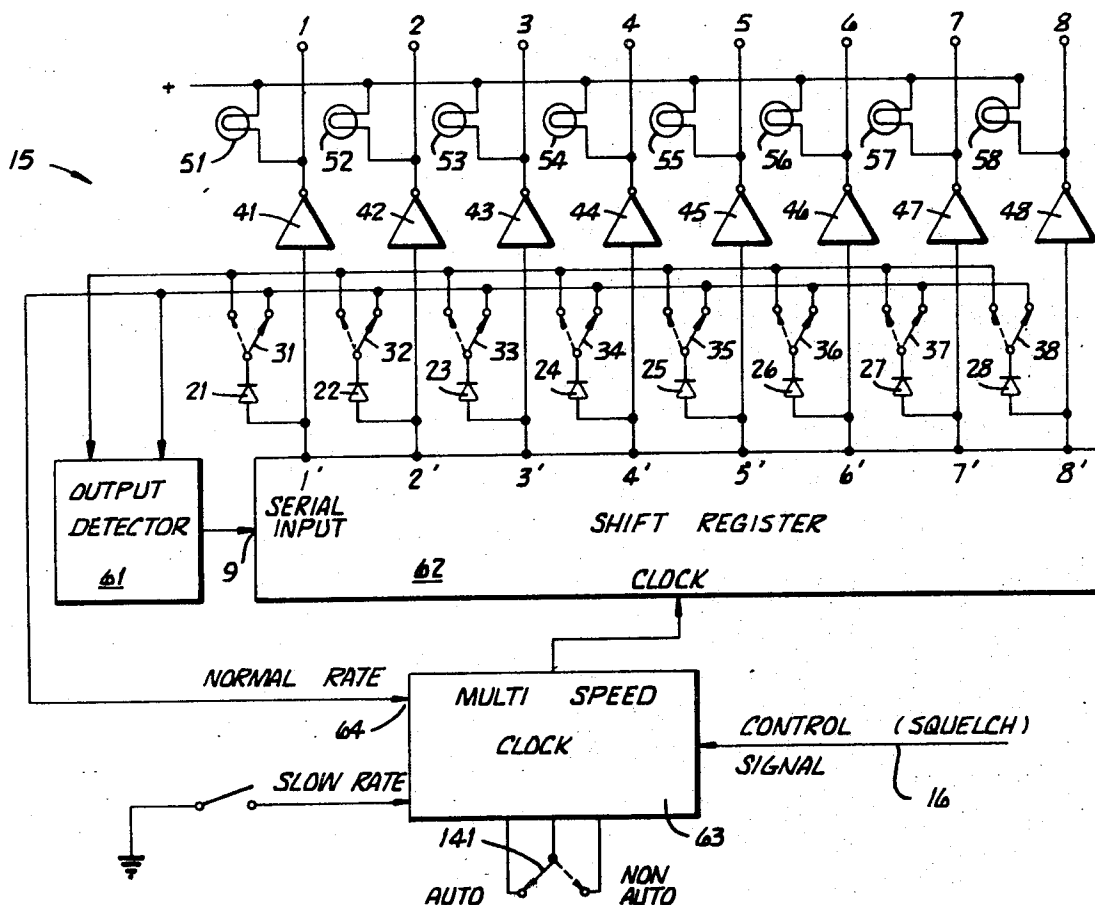 1 2 3 4 5 6 7 8
+
51 52 53 54 55 56 57 58
15
41 42 43 44 45 46 47 48
31 32 33 34 35 36 37 38
21 22 23 24 25 26 27 28
1' 2' 3' 4' 5' 6' 7' 8'
OUTPUT
DETECTOR
61
SERIAL
INPUT
9
SHIFT REGISTER
62
CLOCK
NORMAL RATE
64
MULTI SPEED
CLOCK
63
CONTROL (SQUELCH)
SIGNAL
16
SLOW RATE
141
AUTO
NON
AUTO